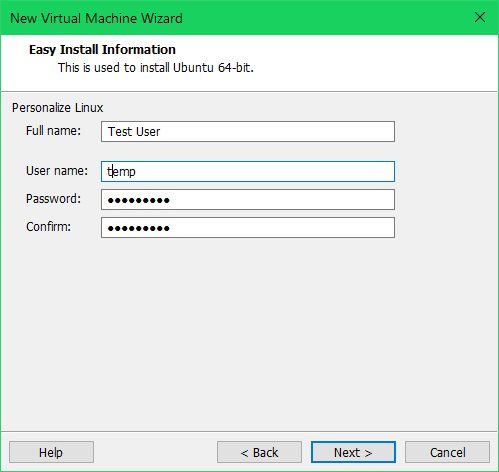 New Virtual Machine Wizard
Easy Install Information
This is used to install Ubuntu 64-bit.
Personalize Linux
Full name: Test User
User name: temp
Password: ●●●●●●●●●
Confirm: ●●●●●●●●●
Help < Back Next > Cancel